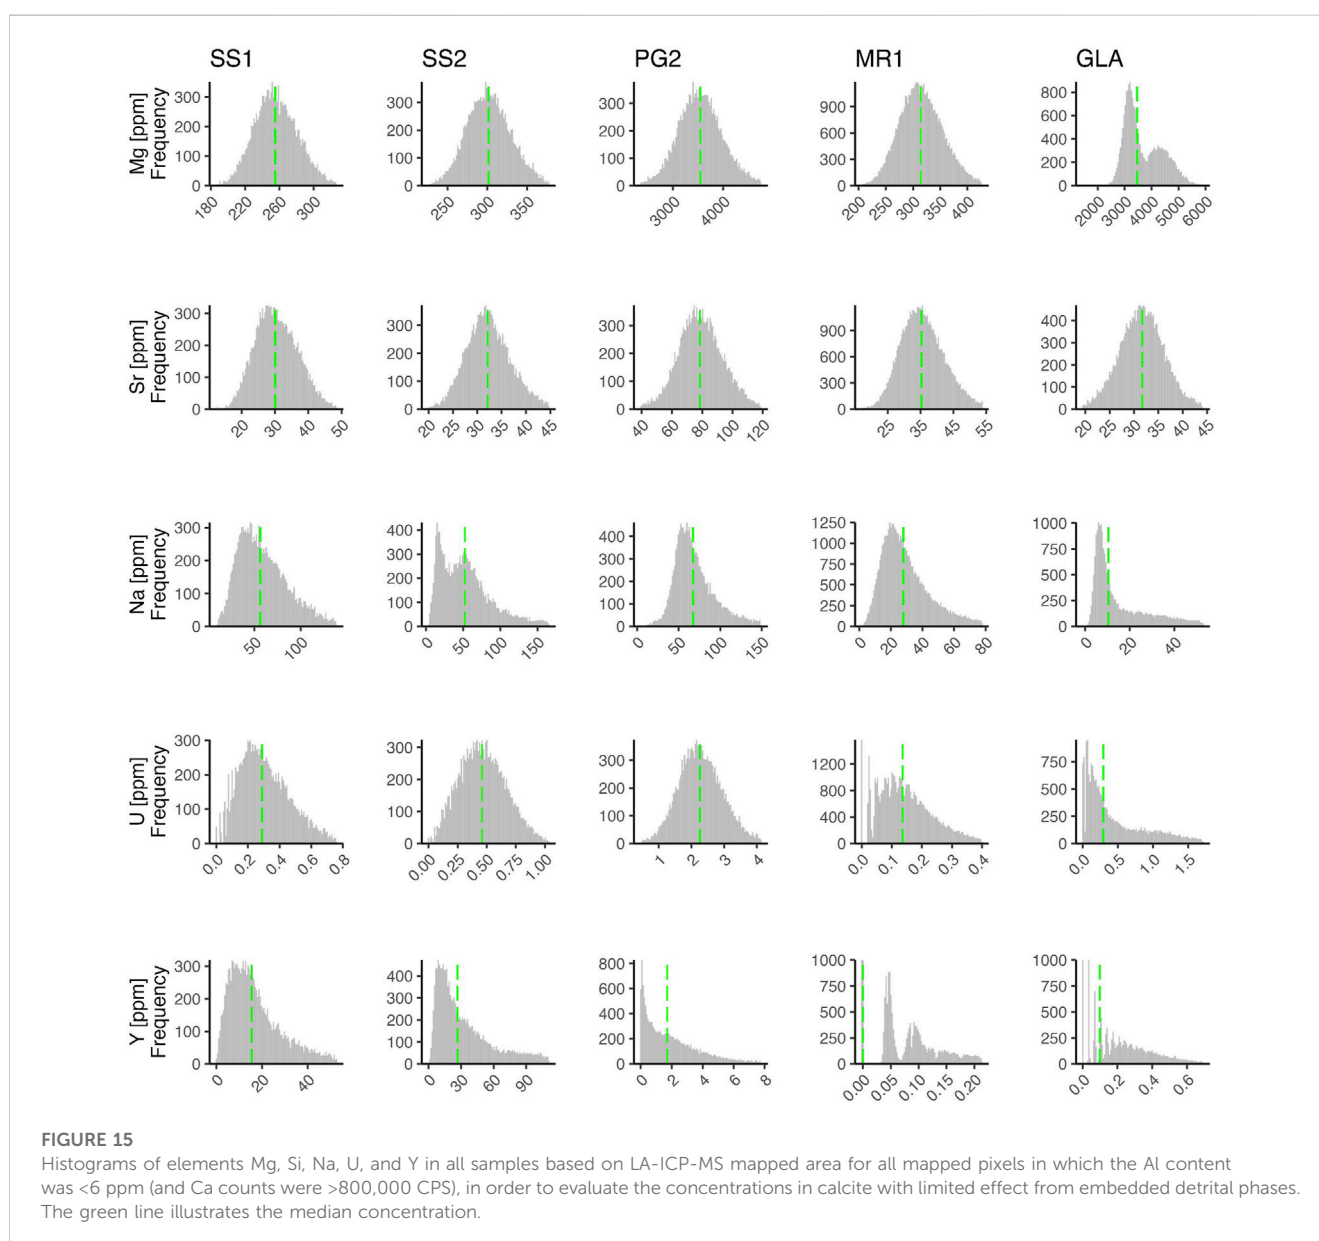 SS1 SS2 PG2 MR1 GLA
Mg [ppm]
Frequency
300 200 100 0
180 220 260 300
300 200 100 0
250 300 350
300 200 100 0
3000 4000
900 600 300 0
200 250 300 350 400
800 600 400 200 0
2000 3000 4000 5000 6000
Sr [ppm]
Frequency
300 200 100 0
20 30 40 50
300 200 100 0
20 25 30 35 40 45
300 200 100 0
40 60 80 100 120
900 600 300 0
25 35 45 55
400 300 200 100 0
20 25 30 35 40 45
Na [ppm]
Frequency
300 200 100 0
50 100
400 300 200 100 0
0 50 100 150
400 300 200 100 0
0 50 100 150
1250 1000 750 500 250 0
0 20 40 60 80
1000 750 500 250 0
0 20 40
U [ppm]
Frequency
300 200 100 0
0.0 0.2 0.4 0.6 0.8
300 200 100 0
0.00 0.25 0.50 0.75 1.00
300 200 100 0
1 2 3 4
1200 800 400 0
0.0 0.1 0.2 0.3 0.4
750 500 250 0
0.0 0.5 1.0 1.5
Y [ppm]
Frequency
300 200 100 0
0 20 40
400 300 200 100 0
0 30 60 90
800 600 400 200 0
0 2 4 6 8
1000 750 500 250 0
0.00 0.05 0.10 0.15 0.20
1000 750 500 250 0
0.0 0.2 0.4 0.6
FIGURE 15
Histograms of elements Mg, Si, Na, U, and Y in all samples based on LA-ICP-MS mapped area for all mapped pixels in which the Al content
was <6 ppm (and Ca counts were >800,000 CPS), in order to evaluate the concentrations in calcite with limited effect from embedded detrital phases.
The green line illustrates the median concentration.